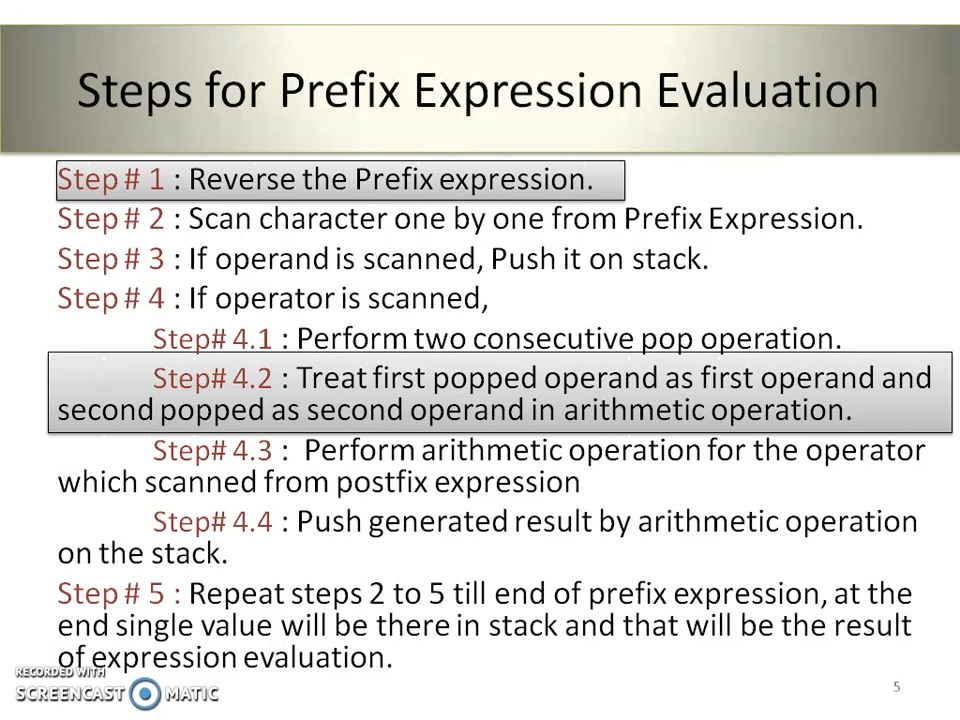 Steps for Prefix Expression Evaluation
Step # 1 : Reverse the Prefix expression.
Step # 2 : Scan character one by one from Prefix Expression.
Step # 3 : If operand is scanned, Push it on stack.
Step # 4 : If operator is scanned,
Step# 4.1 : Perform two consecutive pop operation.
Step# 4.2 : Treat first popped operand as first operand and
second popped as second operand in arithmetic operation.
Step# 4.3 : Perform arithmetic operation for the operator
which scanned from postfix expression
Step# 4.4 : Push generated result by arithmetic operation
on the stack.
Step # 5 : Repeat steps 2 to 5 till end of prefix expression, at the
end single value will be there in stack and that will be the result
of expression evaluation.
RECORDED WITH
SCREENCAST MATIC
5